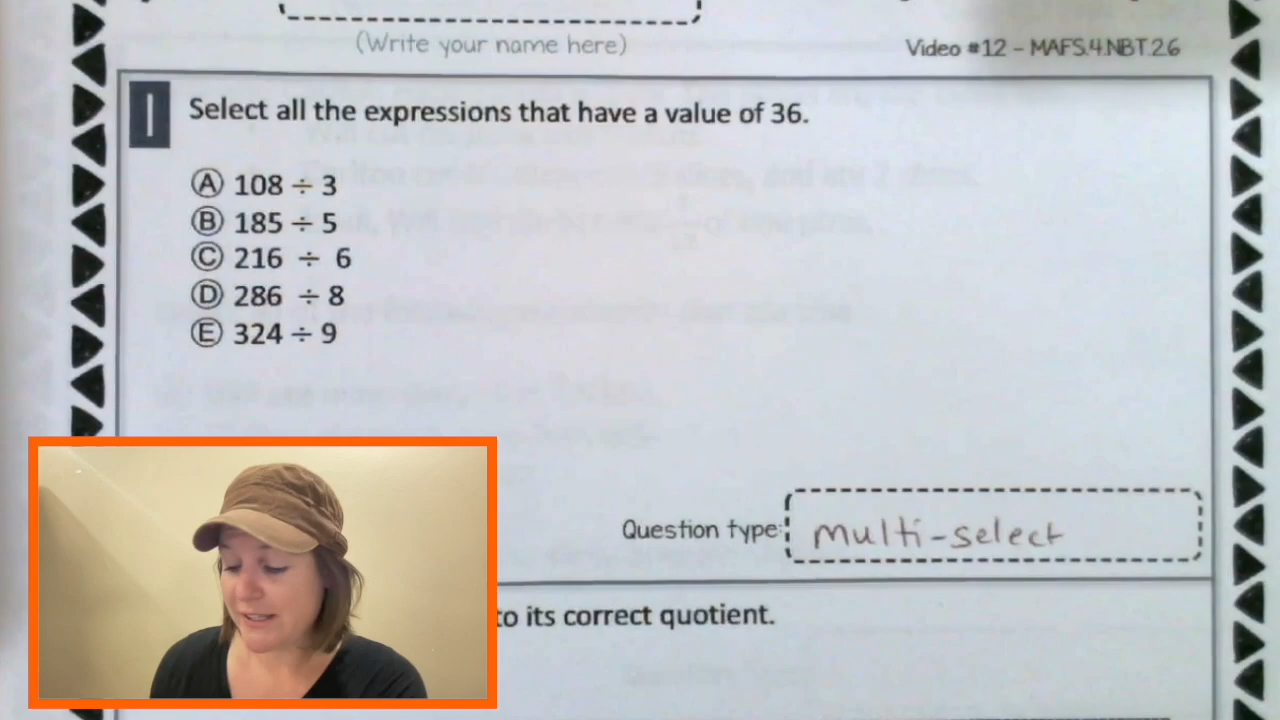 (Write your name here)
Video #12 - MAFS.4.NBT.2.6
1 Select all the expressions that have a value of 36.
Ⓐ 108 ÷ 3
Ⓑ 185 ÷ 5
Ⓒ 216 ÷ 6
Ⓓ 286 ÷ 8
Ⓔ 324 ÷ 9
Question type: multi-select
to its correct quotient.